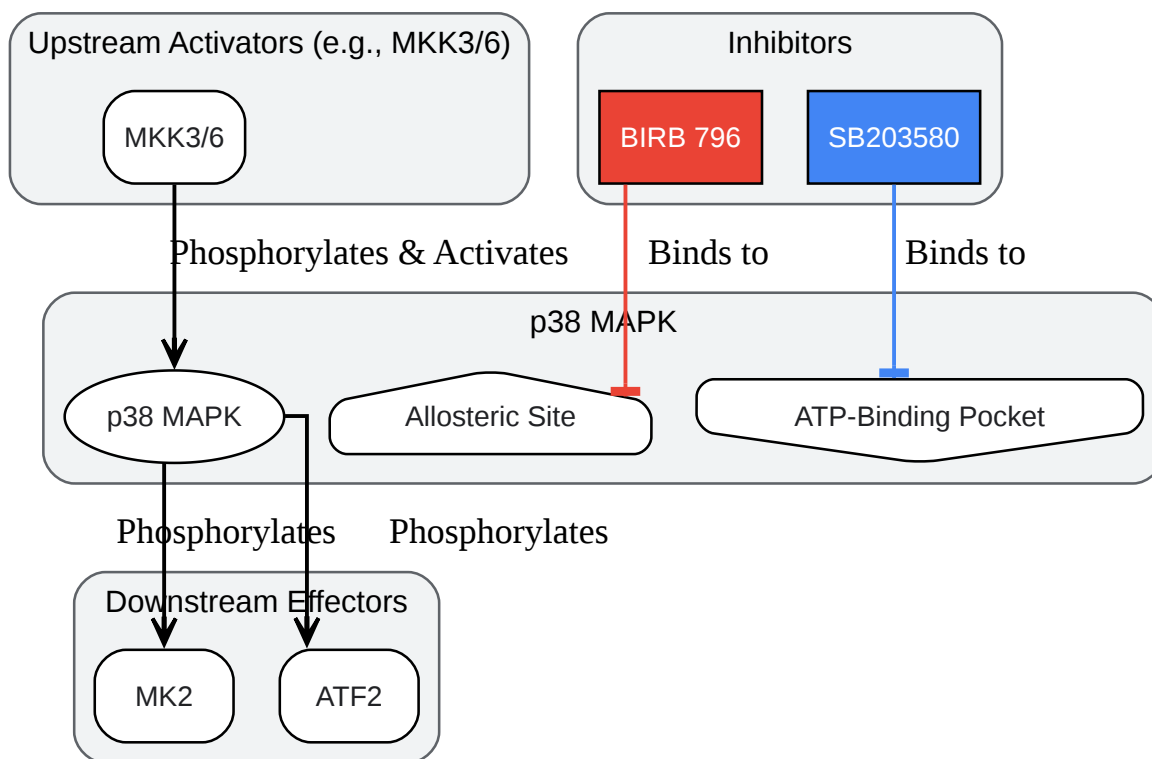 Upstream Activators (e.g., MKK3/6)
Inhibitors
MKK3/6
BIRB 796
SB203580
Phosphorylates & Activates
Binds to
Binds to
p38 MAPK
p38 MAPK
Allosteric Site
ATP-Binding Pocket
Phosphorylates
Phosphorylates
Downstream Effectors
MK2
ATF2